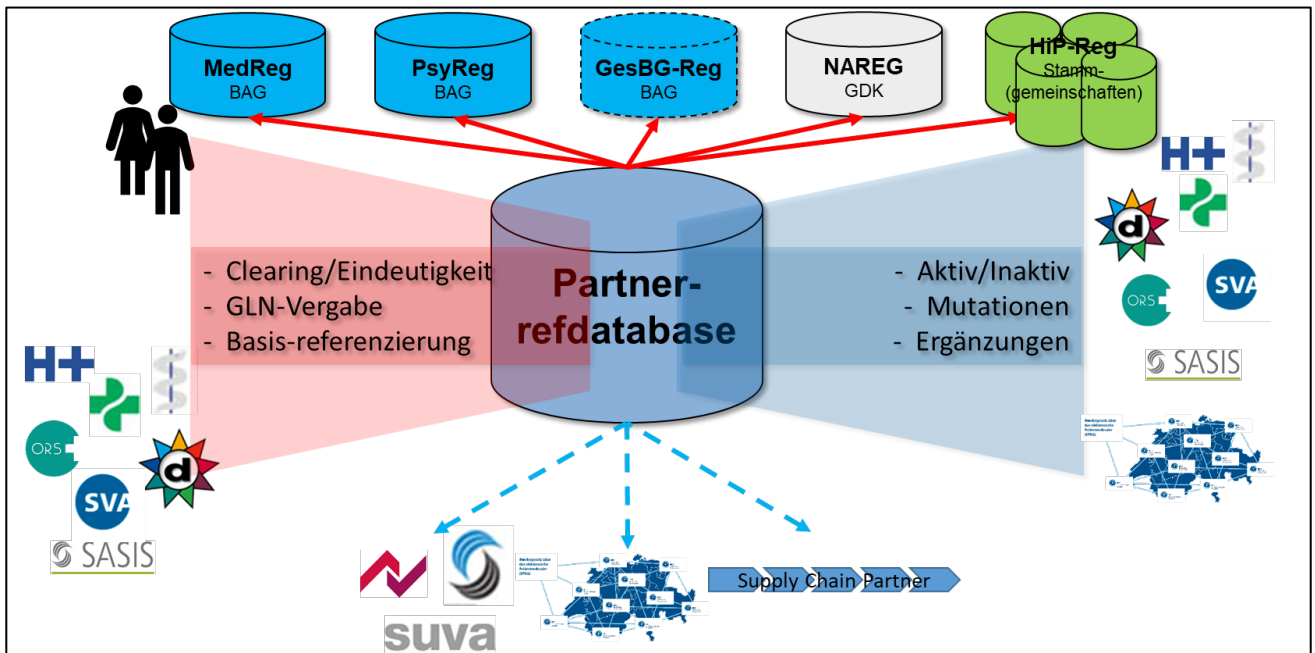 MedReg
BAG
PsyReg
BAG
GesBG-Reg
BAG
NAREG
GDK
HiP-Reg
Stamm-
(gemeinschaften)
H+
d
ORS
SVA
SASIS
- Clearing/Eindeutigkeit
- GLN-Vergabe
- Basis-referenzierung
Partner-
refdatabase
- Aktiv/Inaktiv
- Mutationen
- Ergänzungen
H+
ORS
d
SVA
SASIS
suva
Supply Chain Partner